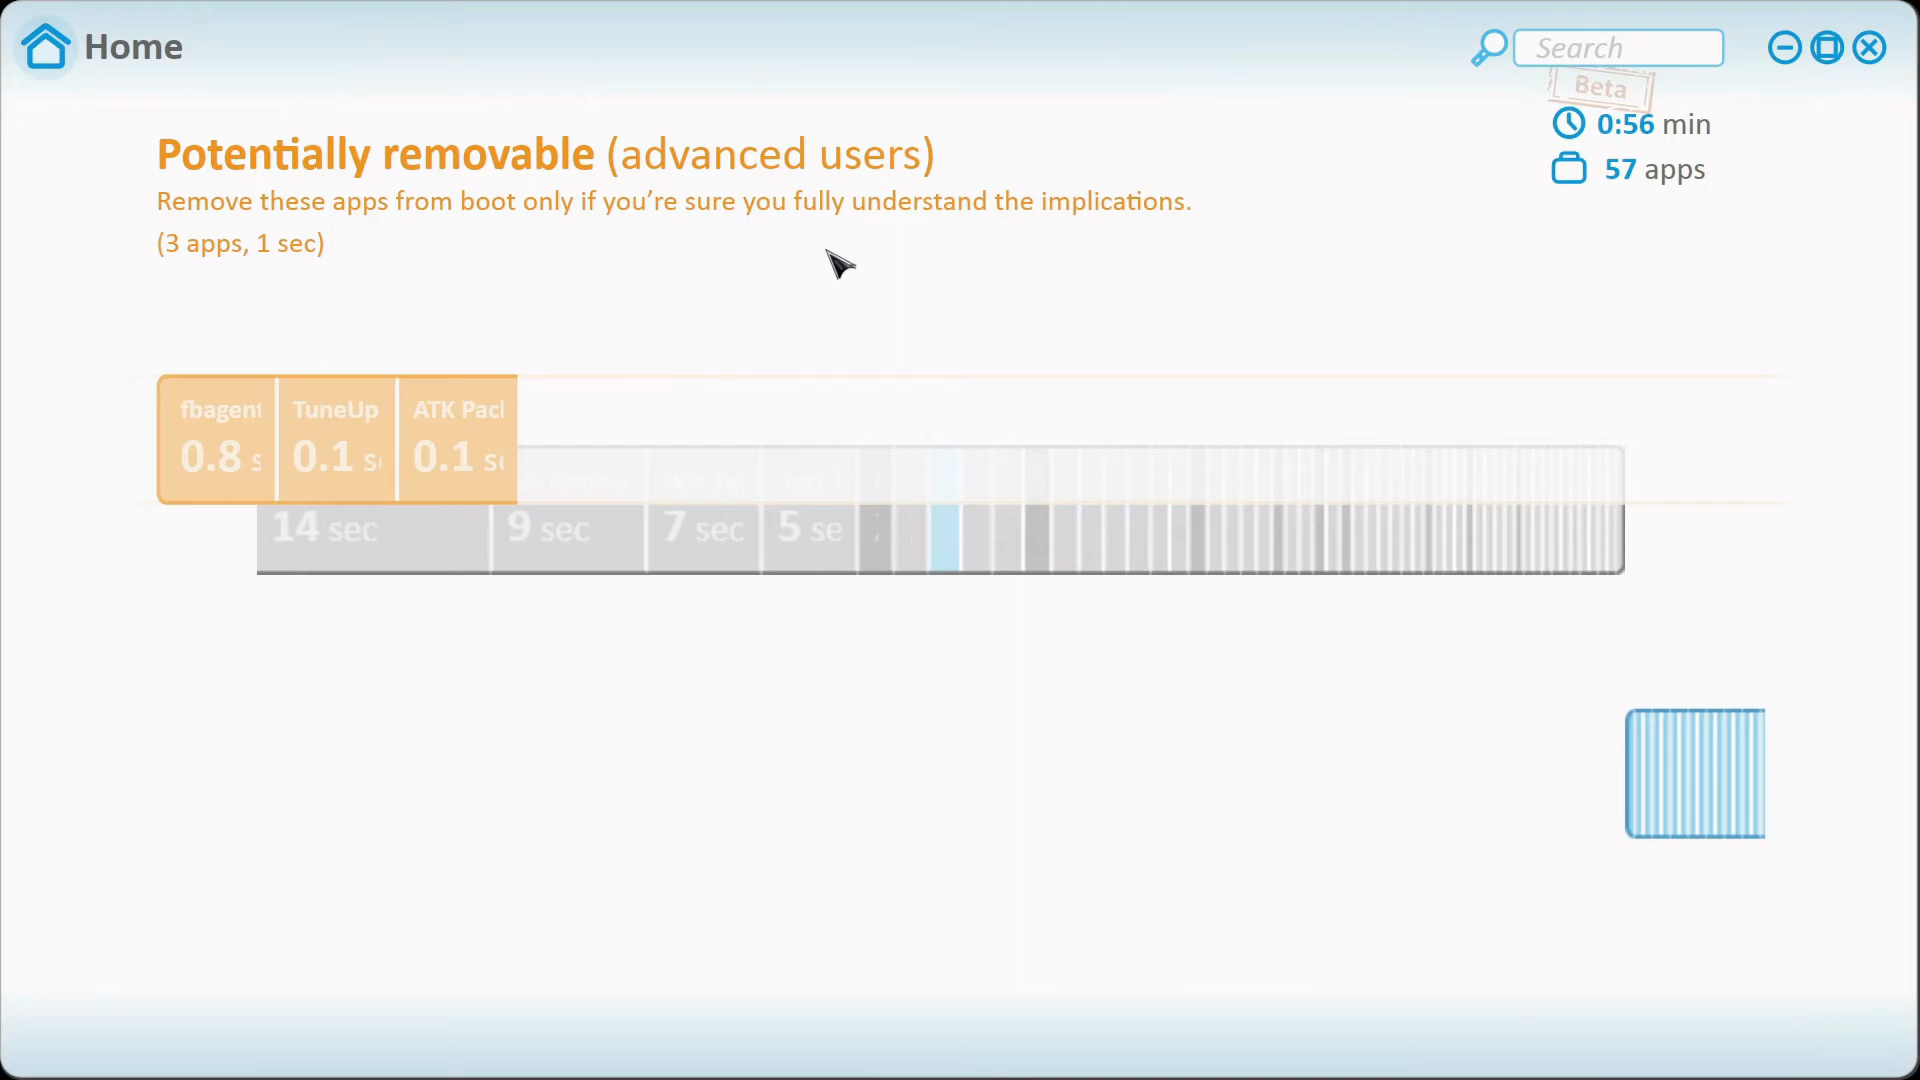 Home
Search
Beta
0:56 min
57 apps
Potentially removable (advanced users)
Remove these apps from boot only if you’re sure you fully understand the implications.
(3 apps, 1 sec)
fbagent TuneUp ATK
0.8 0.1 0.1
14 sec 9 sec 7 sec 5